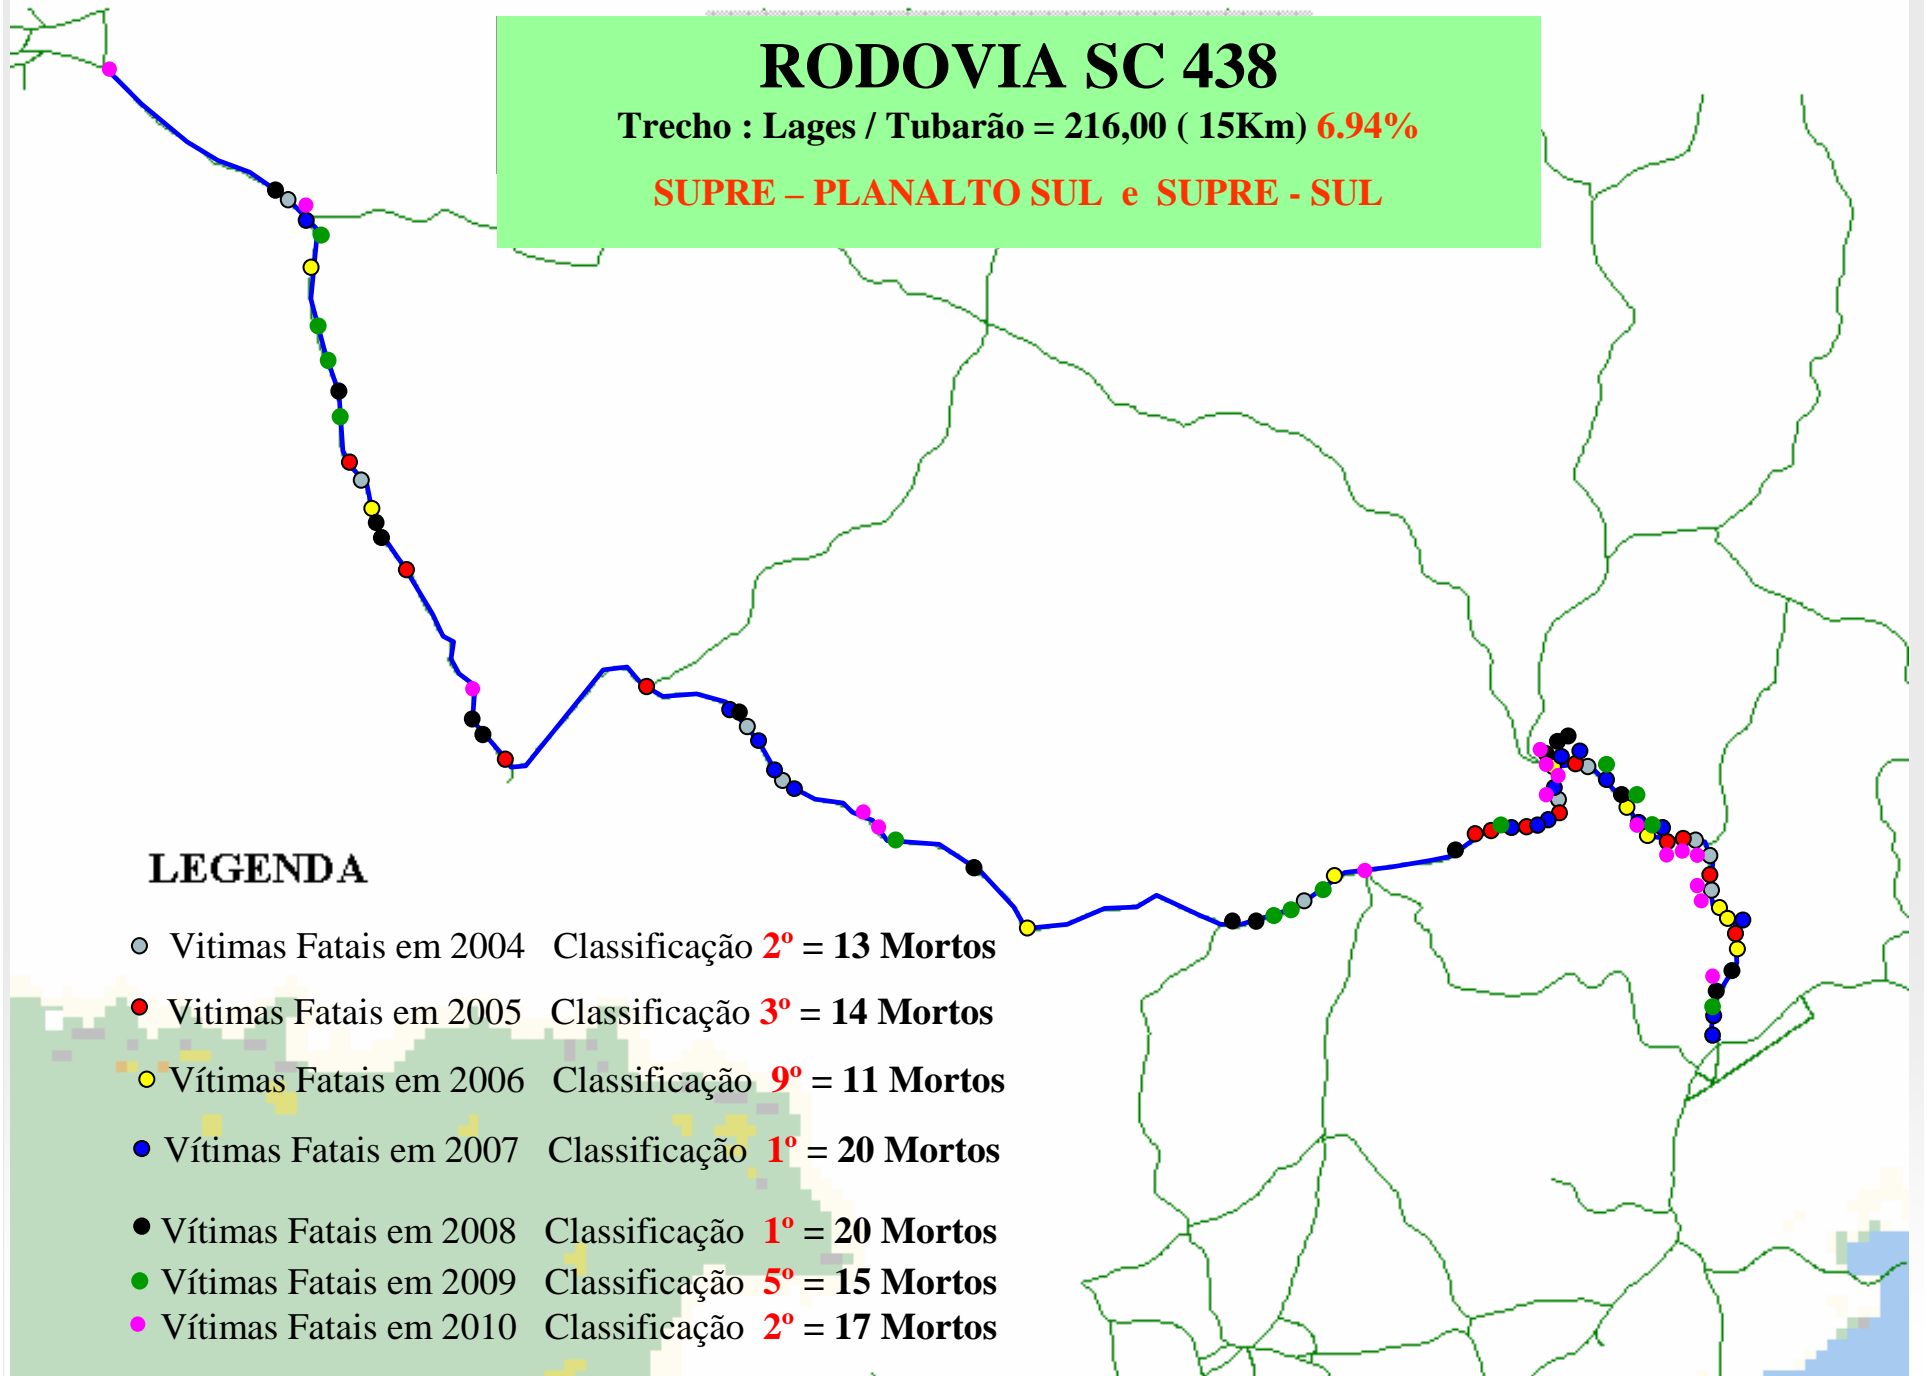 RODOVIA SC 438
Trecho : Lages / Tubarão = 216,00 ( 15Km) 6.94%
SUPRE – PLANALTO SUL e SUPRE - SUL
LEGENDA
Vitimas Fatais em 2004 Classificação 2º = 13 Mortos
Vitimas Fatais em 2005 Classificação 3º = 14 Mortos
Vítimas Fatais em 2006 Classificação 9º = 11 Mortos
Vítimas Fatais em 2007 Classificação 1º = 20 Mortos
Vítimas Fatais em 2008 Classificação 1º = 20 Mortos
Vítimas Fatais em 2009 Classificação 5º = 15 Mortos
Vítimas Fatais em 2010 Classificação 2º = 17 Mortos